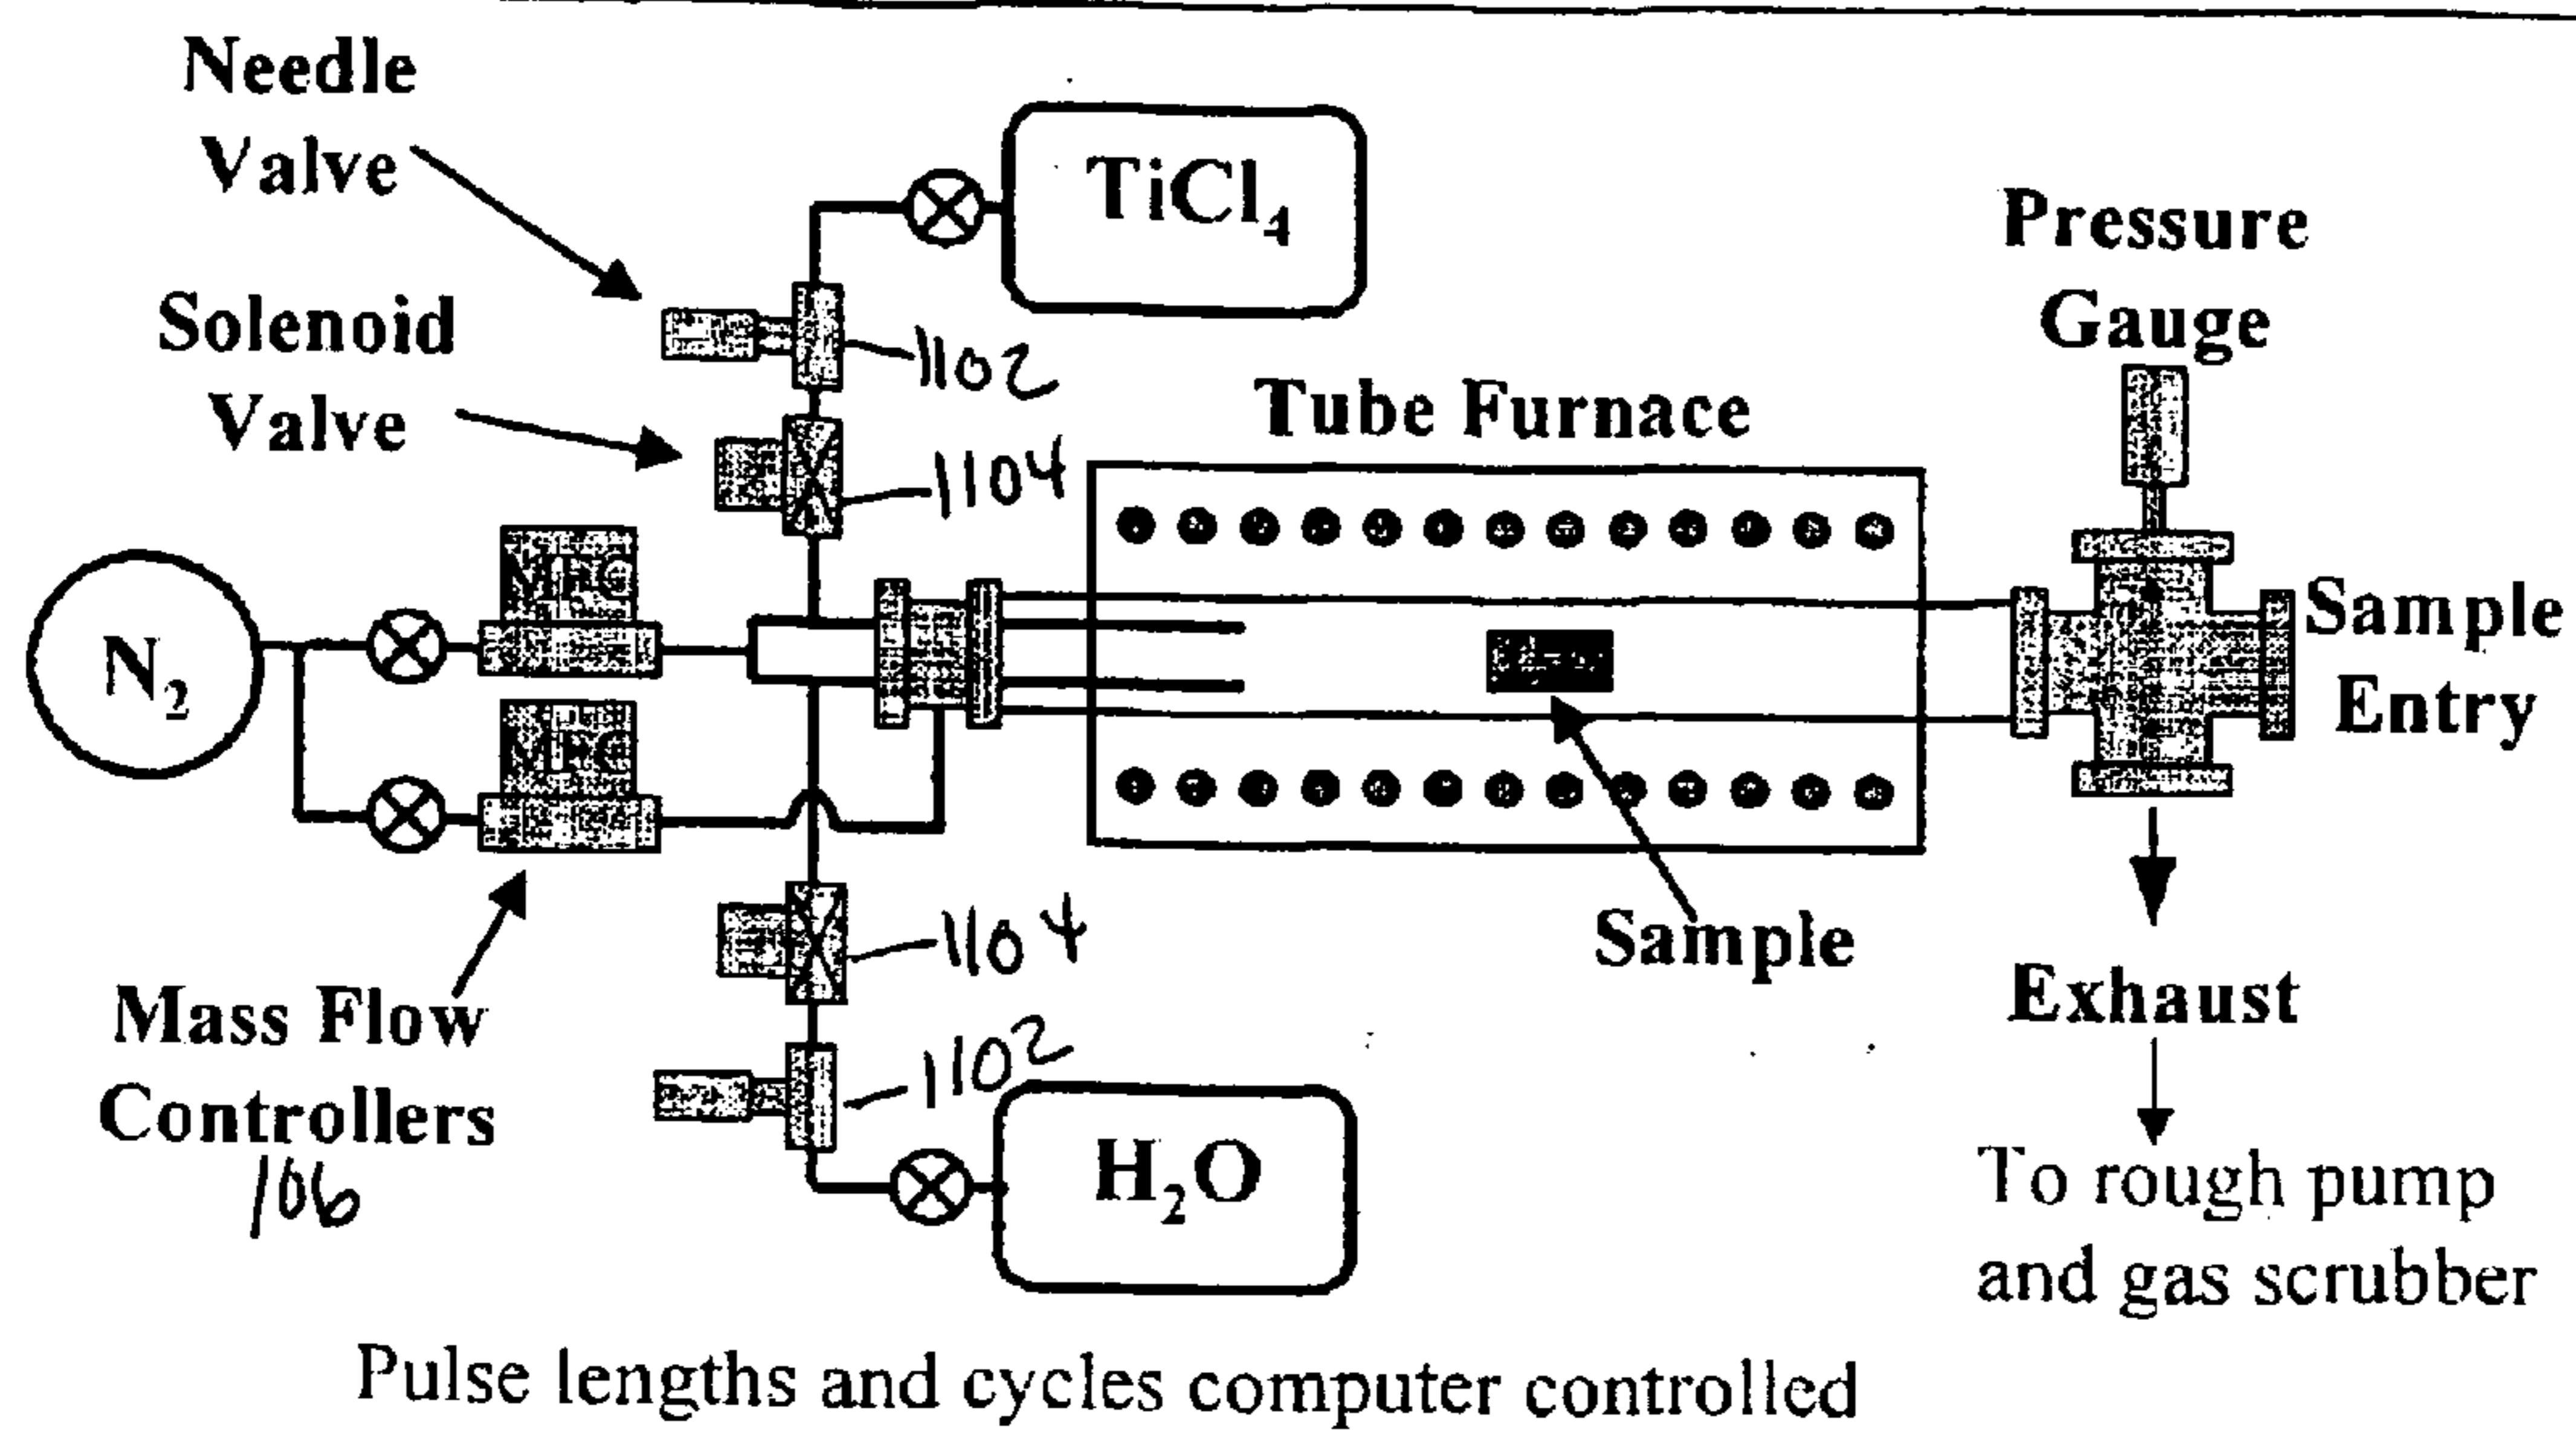 Needle
Valve
TiCl₄
Pressure
Gauge
Solenoid
Valve
1102
Tube Furnace
1104
MFC
N₂
Sample
Entry
MFC
1104
Sample
Mass Flow
Controllers
106
Exhaust
1102
H₂O
To rough pump
and gas scrubber
Pulse lengths and cycles computer controlled